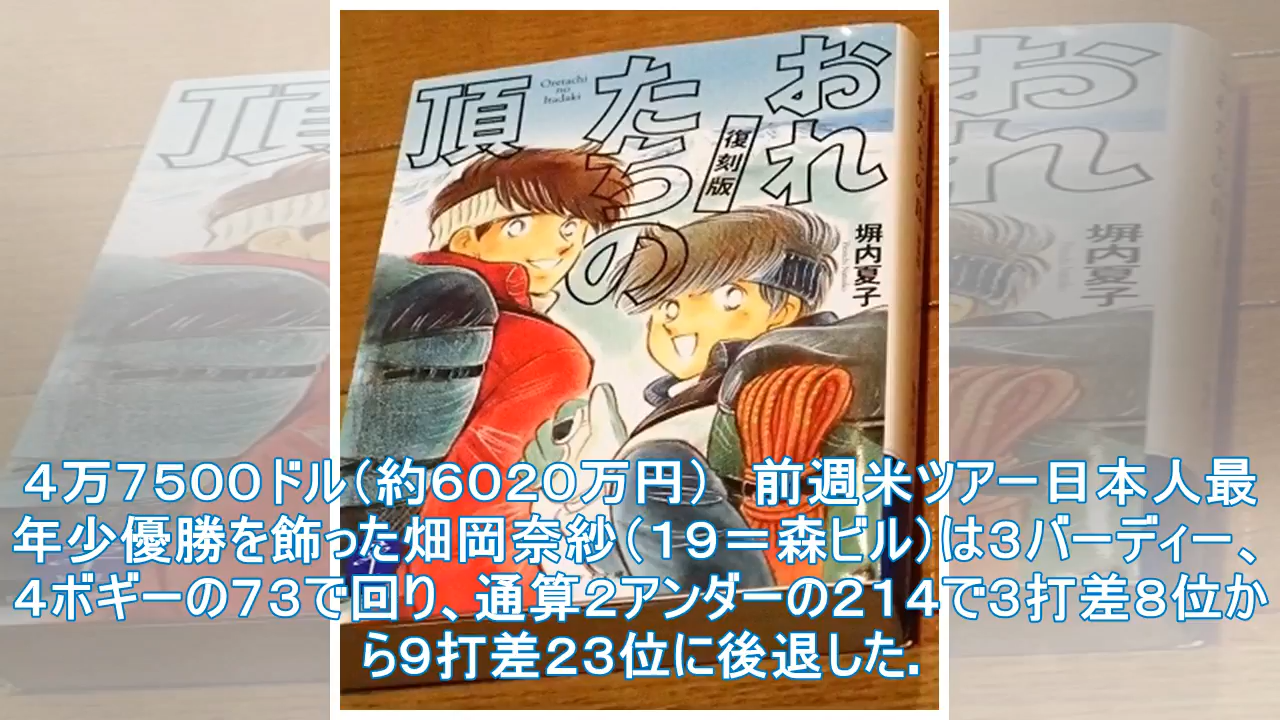 おれ
たちの
頂
復刻版
Oretachi
no
Itadaki
塀内夏子
4万7500ドル（約6020万円）　前週米ツアー日本人最
年少優勝を飾った畑岡奈紗（19＝森ビル）は3バーディー、
4ボギーの73で回り、通算2アンダーの214で3打差8位か
ら9打差23位に後退した.